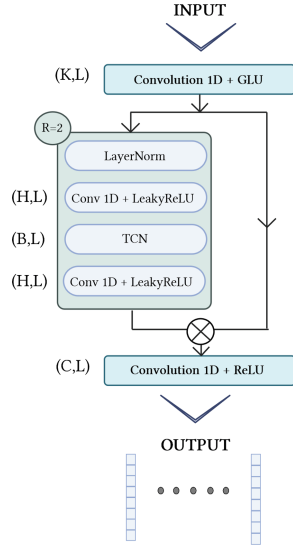 INPUT
(K,L)
Convolution 1D + GLU
R=2
LayerNorm
(H,L)
Conv 1D + LeakyReLU
(B,L)
TCN
(H,L)
Conv 1D + LeakyReLU
(C,L)
Convolution 1D + ReLU
OUTPUT